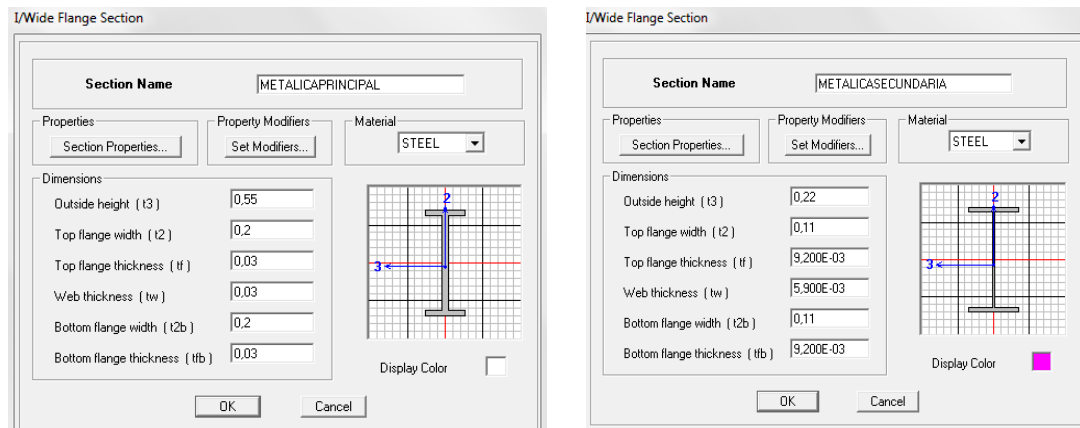 I/Wide Flange Section
Section Name METALICAPRINCIPAL
Properties Property Modifiers Material
Section Properties... Set Modifiers... STEEL
Dimensions
Outside height ( t3 ) 0,55
Top flange width ( t2 ) 0,2
Top flange thickness ( tf ) 0,03
Web thickness ( tw ) 0,03
Bottom flange width ( t2b ) 0,2
Bottom flange thickness ( tfb ) 0,03
2
3
Display Color
OK Cancel
I/Wide Flange Section
Section Name METALICASECUNDARIA
Properties Property Modifiers Material
Section Properties... Set Modifiers... STEEL
Dimensions
Outside height ( t3 ) 0,22
Top flange width ( t2 ) 0,11
Top flange thickness ( tf ) 9,200E-03
Web thickness ( tw ) 5,900E-03
Bottom flange width ( t2b ) 0,11
Bottom flange thickness ( tfb ) 9,200E-03
2
3
Display Color
OK Cancel